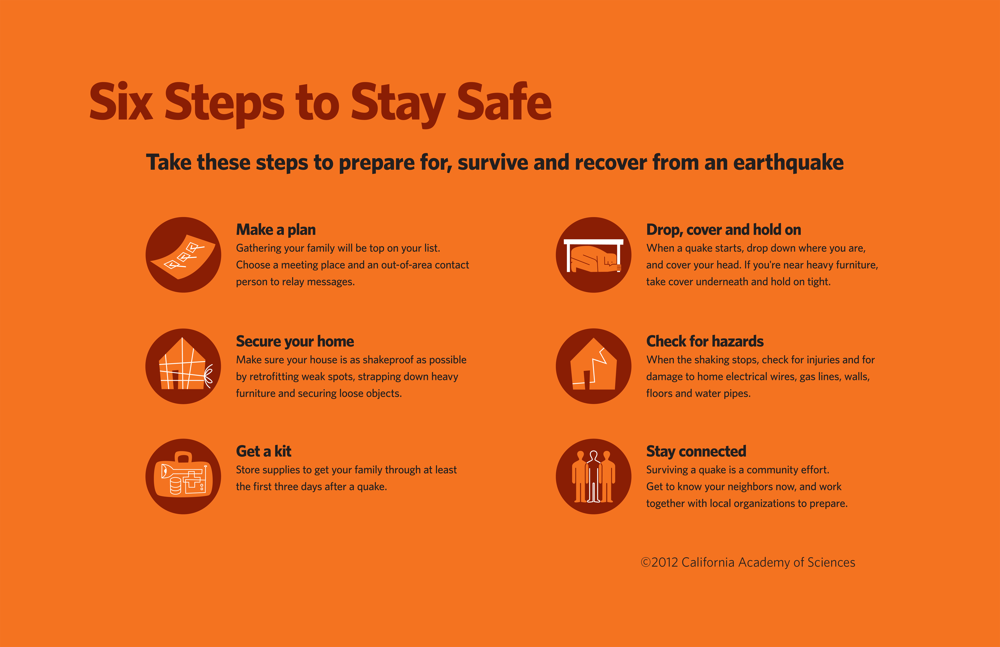 Six Steps to Stay Safe
Take these steps to prepare for, survive and recover from an earthquake
Make a plan
Gathering your family will be top on your list.
Choose a meeting place and an out-of-area contact
person to relay messages.
Secure your home
Make sure your house is as shakeproof as possible
by retrofitting weak spots, strapping down heavy
furniture and securing loose objects.
Get a kit
Store supplies to get your family through at least
the first three days after a quake.
Drop, cover and hold on
When a quake starts, drop down where you are,
and cover your head. If you're near heavy furniture,
take cover underneath and hold on tight.
Check for hazards
When the shaking stops, check for injuries and for
damage to home electrical wires, gas lines, walls,
floors and water pipes.
Stay connected
Surviving a quake is a community effort.
Get to know your neighbors now, and work
together with local organizations to prepare.
©2012 California Academy of Sciences